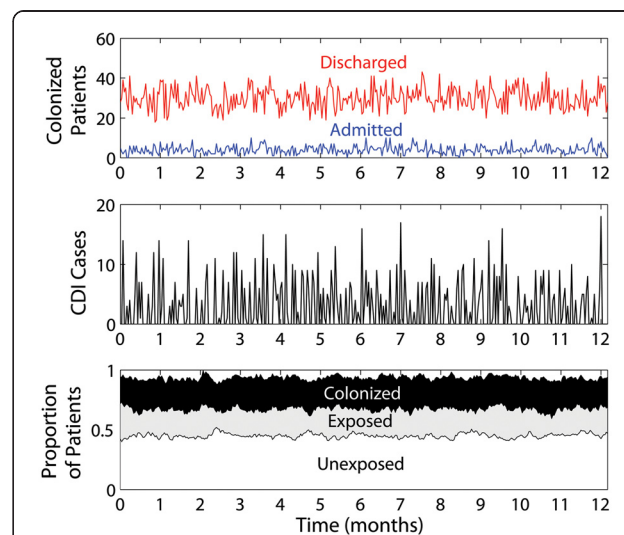 60
40
20
0
Colonized
Patients
Discharged
Admitted
0 1 2 3 4 5 6 7 8 9 10 11 12
20
10
0
CDI Cases
0 1 2 3 4 5 6 7 8 9 10 11 12
1
0.5
0
Proportion
of Patients
Colonized
Exposed
Unexposed
0 1 2 3 4 5 6 7 8 9 10 11 12
Time (months)